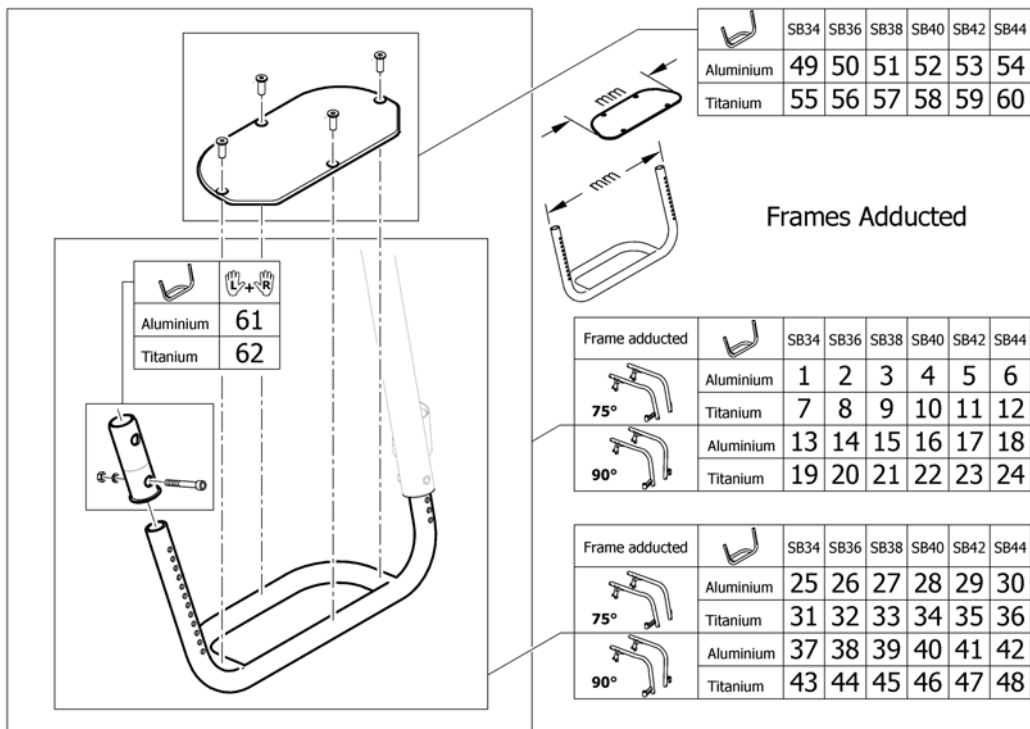 SB34 SB36 SB38 SB40 SB42 SB44
Aluminium 49 50 51 52 53 54
Titanium 55 56 57 58 59 60
mm
mm
Frames Adducted
L + R
Aluminium 61
Titanium 62
Frame adducted SB34 SB36 SB38 SB40 SB42 SB44
75° Aluminium 1 2 3 4 5 6
Titanium 7 8 9 10 11 12
90° Aluminium 13 14 15 16 17 18
Titanium 19 20 21 22 23 24
Frame adducted SB34 SB36 SB38 SB40 SB42 SB44
75° Aluminium 25 26 27 28 29 30
Titanium 31 32 33 34 35 36
90° Aluminium 37 38 39 40 41 42
Titanium 43 44 45 46 47 48